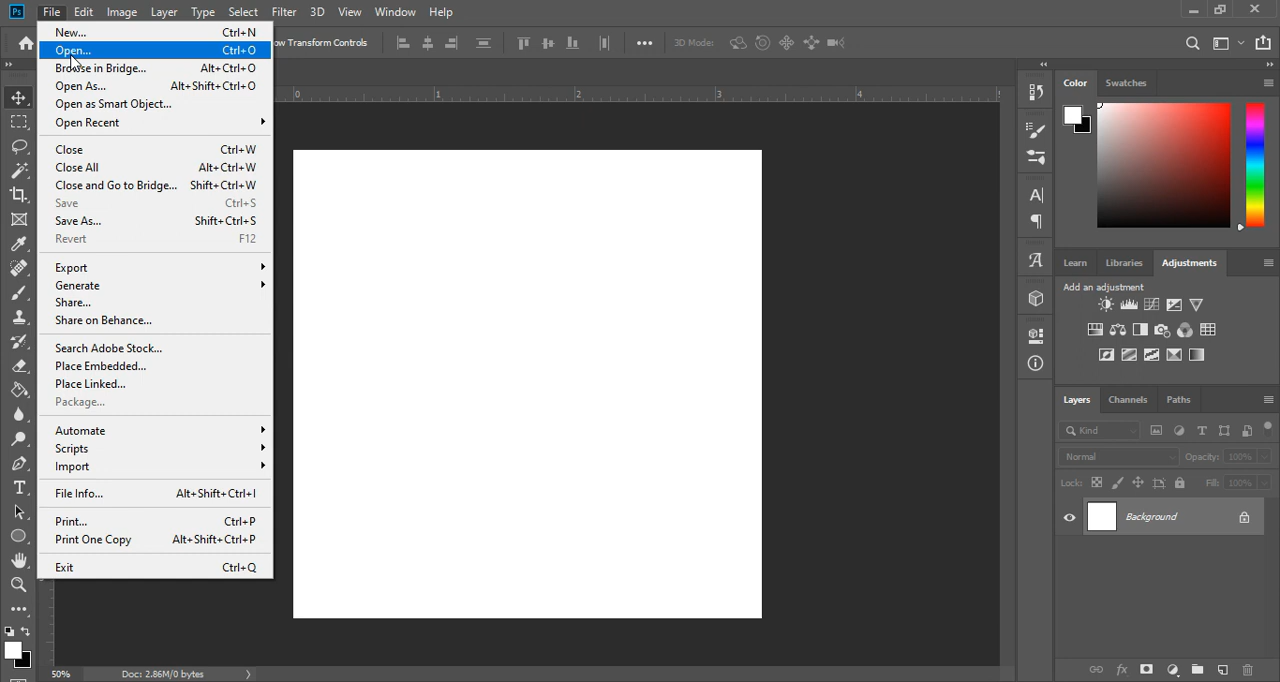 Ps File Edit Image Layer Type Select Filter 3D View Window Help
ow Transform Controls 3D Mode:
New... Ctrl+N
Open... Ctrl+O
Browse in Bridge... Alt+Ctrl+O
Open As... Alt+Shift+Ctrl+O
Open as Smart Object...
Open Recent
Close Ctrl+W
Close All Alt+Ctrl+W
Close and Go to Bridge... Shift+Ctrl+W
Save Ctrl+S
Save As... Shift+Ctrl+S
Revert F12
Export
Generate
Share...
Share on Behance...
Search Adobe Stock...
Place Embedded...
Place Linked...
Package...
Automate
Scripts
Import
File Info... Alt+Shift+Ctrl+I
Print... Ctrl+P
Print One Copy Alt+Shift+Ctrl+P
Exit Ctrl+Q
0 1 2 3 4
50% Doc: 2.86M/0 bytes
Color Swatches
Learn Libraries Adjustments
Add an adjustment
Layers Channels Paths
Kind
Normal Opacity: 100%
Lock: Fill: 100%
Background